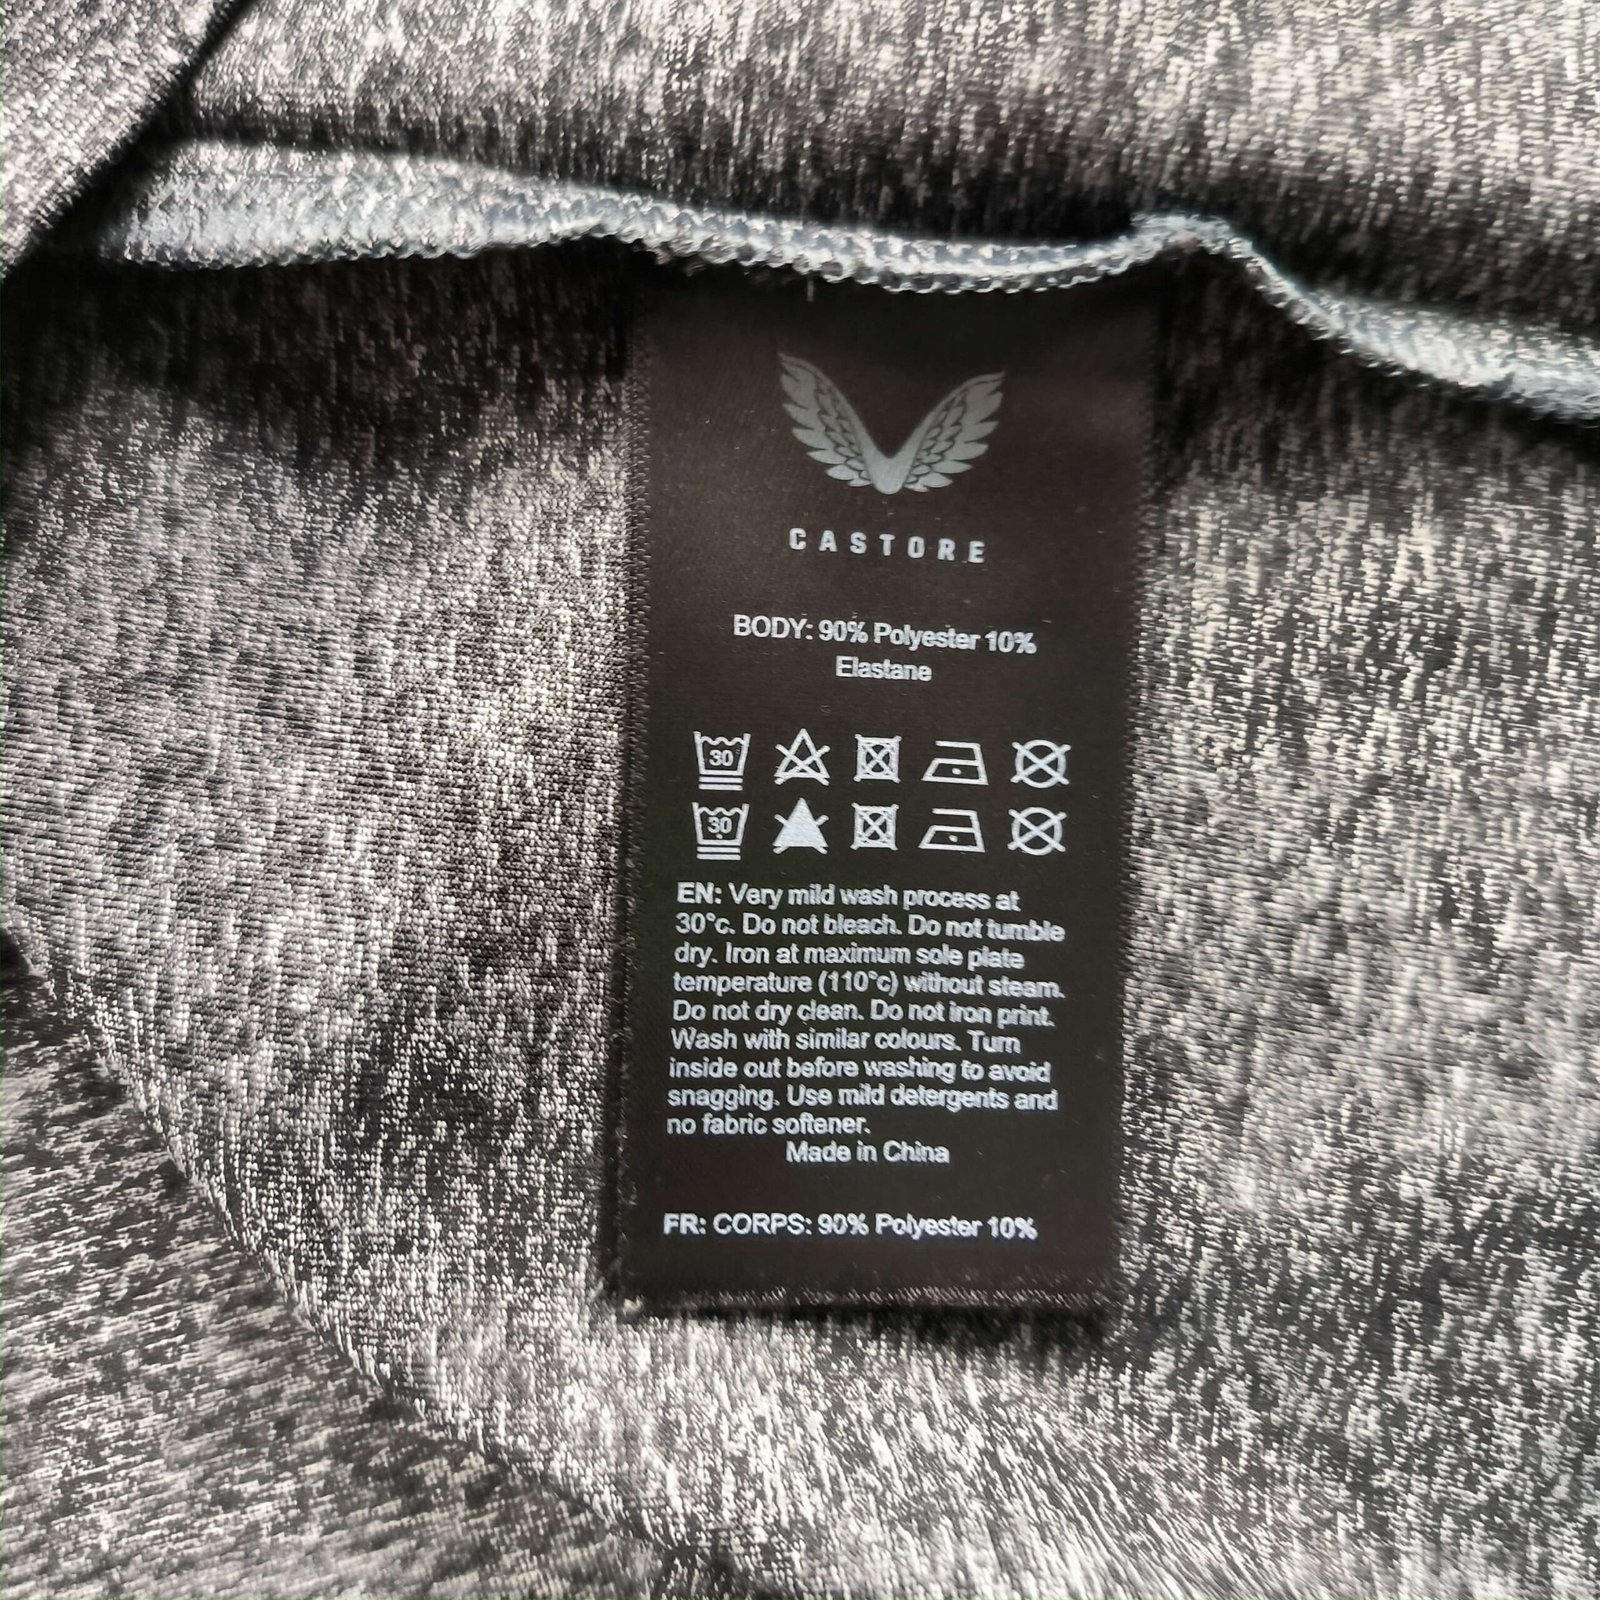 CASTORE
BODY: 90% Polyester 10%
Elastane
30
30
EN: Very mild wash process at
30°c. Do not bleach. Do not tumble
dry. Iron at maximum sole plate
temperature (110°c) without steam.
Do not dry clean. Do not iron print.
Wash with similar colours. Turn
inside out before washing to avoid
snagging. Use mild detergents and
no fabric softener.
Made in China
FR: CORPS: 90% Polyester 10%